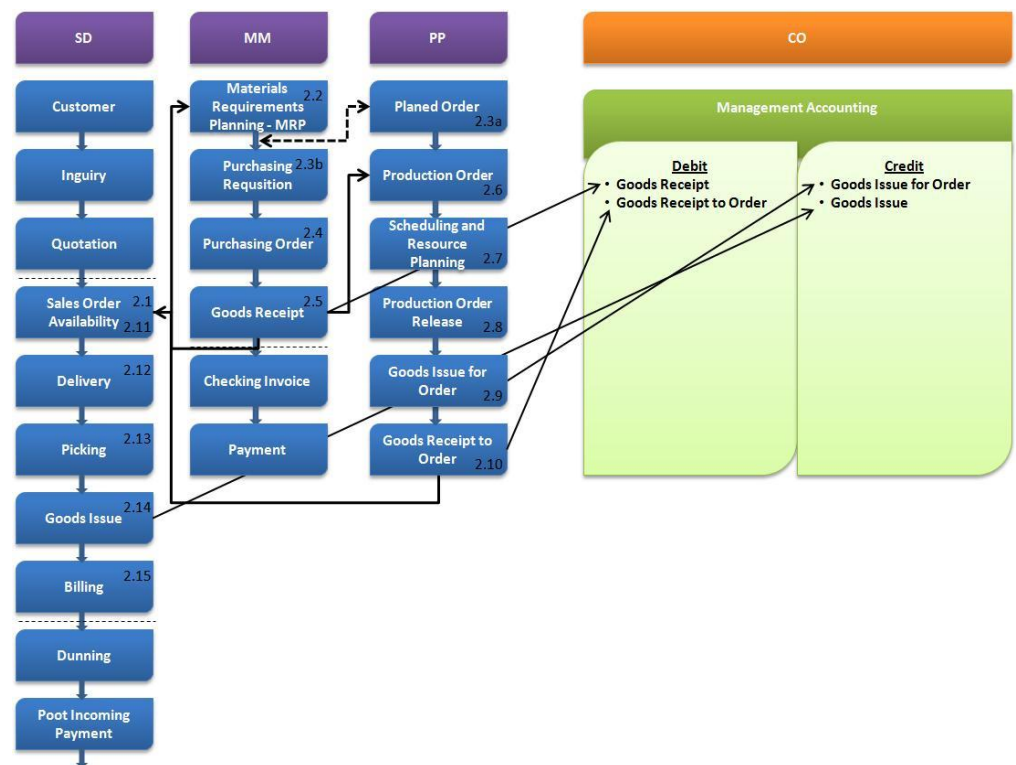 SD
MM
PP
CO
Customer
Inguiry
Quotation
Sales Order 2.1
Availability 2.11
Delivery 2.12
Picking 2.13
Goods Issue 2.14
Billing 2.15
Dunning
Poot Incoming
Payment
Materials 2.2
Requirements
Planning - MRP
Purchasing 2.3b
Requsition
Purchasing Order 2.4
Goods Receipt 2.5
Checking Invoice
Payment
Planed Order
2.3a
Production Order
2.6
Scheduling and
Resource
Planning 2.7
Production Order
Release 2.8
Goods Issue for
Order 2.9
Goods Receipt to
Order 2.10
Management Accounting
Debit
• Goods Receipt
• Goods Receipt to Order
Credit
• Goods Issue for Order
• Goods Issue